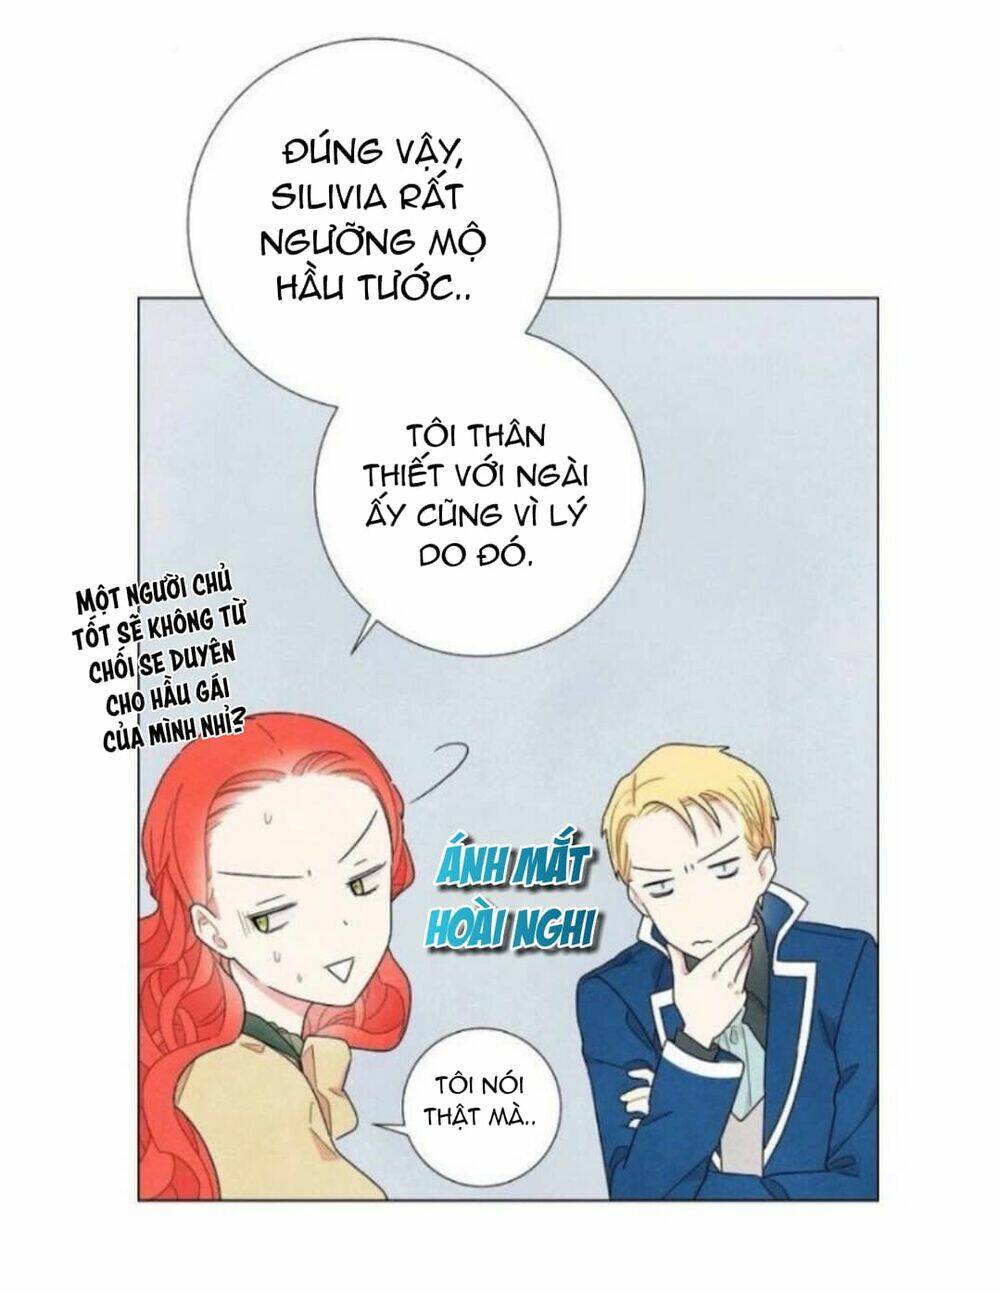 ĐÚNG VẬY,
SILIVIA RẤT
NGƯỠNG MỘ
HẦU TƯỚC..
TÔI THÂN
THIẾT VỚI NGÀI
ẤY CŨNG VÌ LÝ
DO ĐÓ.
MỘT NGƯỜI CHỦ
TỐT SẼ KHÔNG TỪ
CHỐI SE DUYÊN
CHO HẦU GÁI
CỦA MÌNH NHỈ?
ÁNH MẮT
HOÀI NGHI
TÔI NÓI
THẬT MÀ..